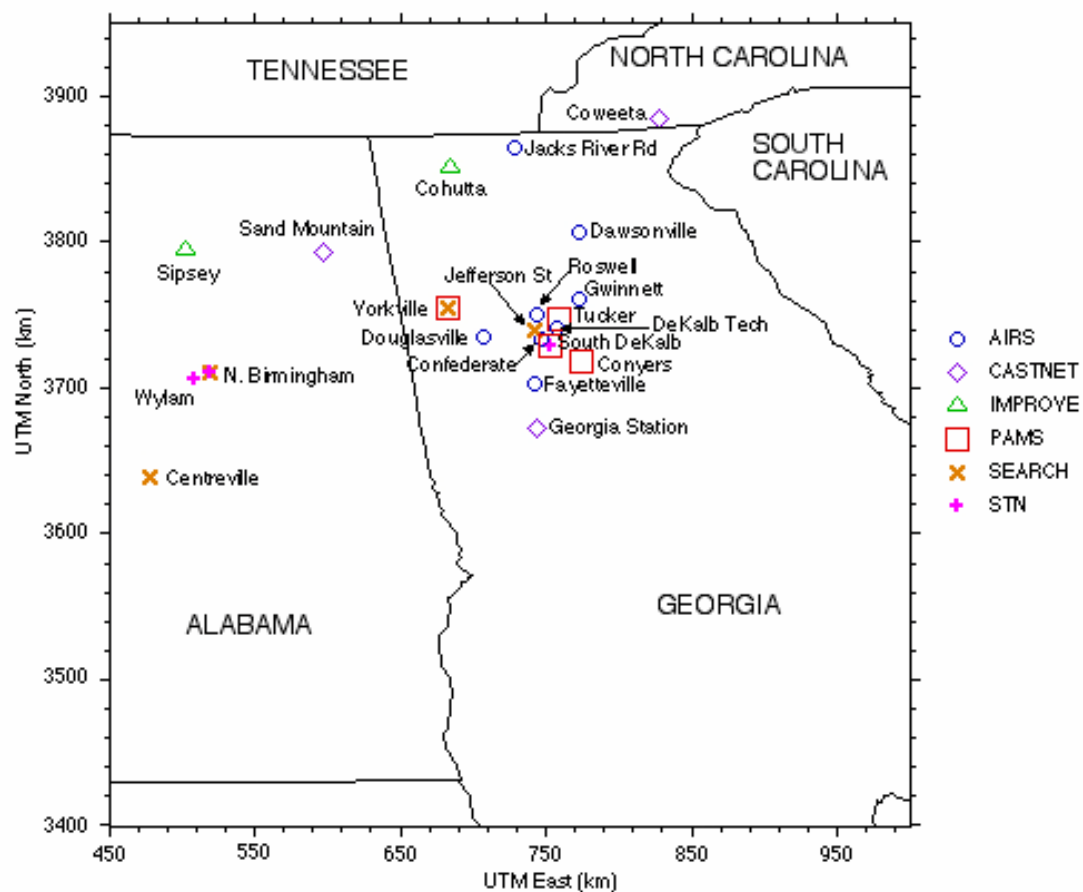 TENNESSEE
NORTH CAROLINA
3900
Coweeta
Jacks River Rd
SOUTH
CAROLINA
Cohutta
3800
Sand Mountain
Dawsonville
Sipsey
Jefferson St
Roswell
Gwinnett
Yorkville
Tucker
DeKalb Tech
Douglasville
South DeKalb
Confederate
Conyers
N. Birmingham
3700
Wylam
Fayetteville
Georgia Station
Centreville
3600
GEORGIA
ALABAMA
3500
3400
UTM North (km)
450
550
650
750
850
950
UTM East (km)
AIRS
CASTNET
IMPROVE
PAMS
SEARCH
STN